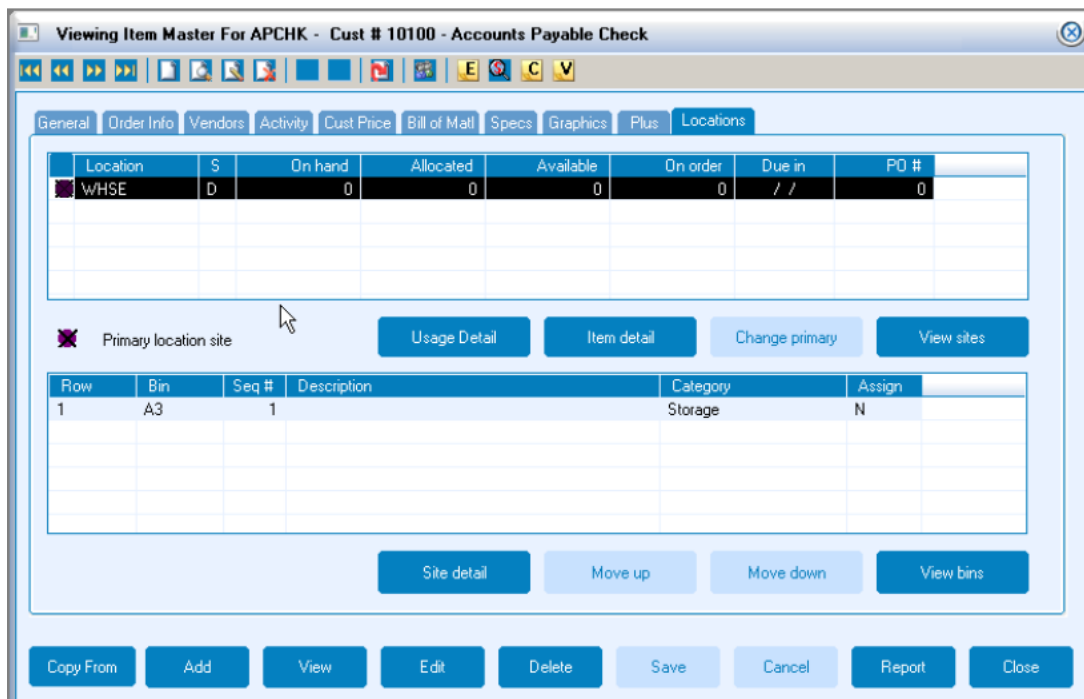 Viewing Item Master For APCHK - Cust # 10100 - Accounts Payable Check
E C V
General Order Info Vendors Activity Cust Price Bill of Matl Specs Graphics Plus Locations
Location S On hand Allocated Available On order Due in PO #
WHSE D 0 0 0 0 / / 0
Primary location site Usage Detail Item detail Change primary View sites
Row Bin Seq # Description Category Assign
1 A3 1 Storage N
Site detail Move up Move down View bins
Copy From Add View Edit Delete Save Cancel Report Close